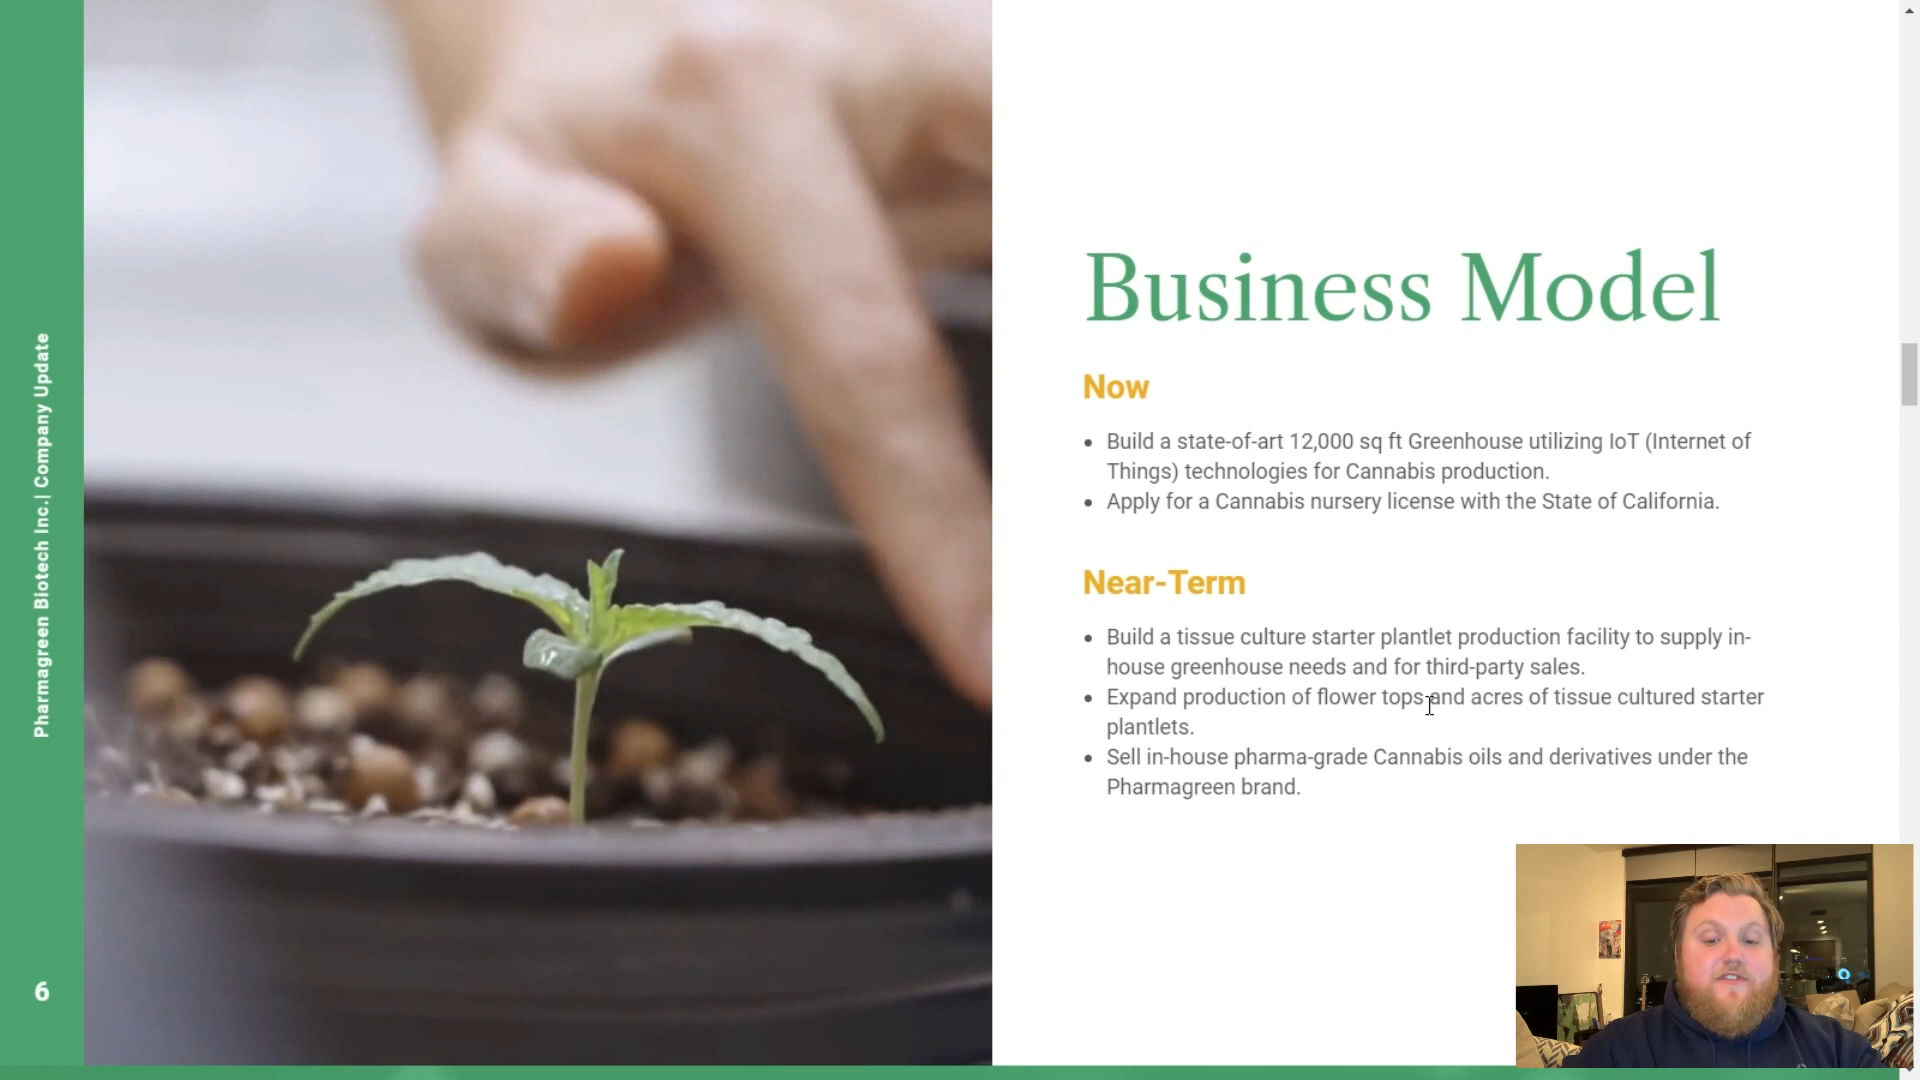 Pharmagreen Biotech Inc.| Company Update
6
Business Model
Now
• Build a state-of-art 12,000 sq ft Greenhouse utilizing IoT (Internet of
Things) technologies for Cannabis production.
• Apply for a Cannabis nursery license with the State of California.
Near-Term
• Build a tissue culture starter plantlet production facility to supply in-
house greenhouse needs and for third-party sales.
• Expand production of flower tops and acres of tissue cultured starter
plantlets.
• Sell in-house pharma-grade Cannabis oils and derivatives under the
Pharmagreen brand.